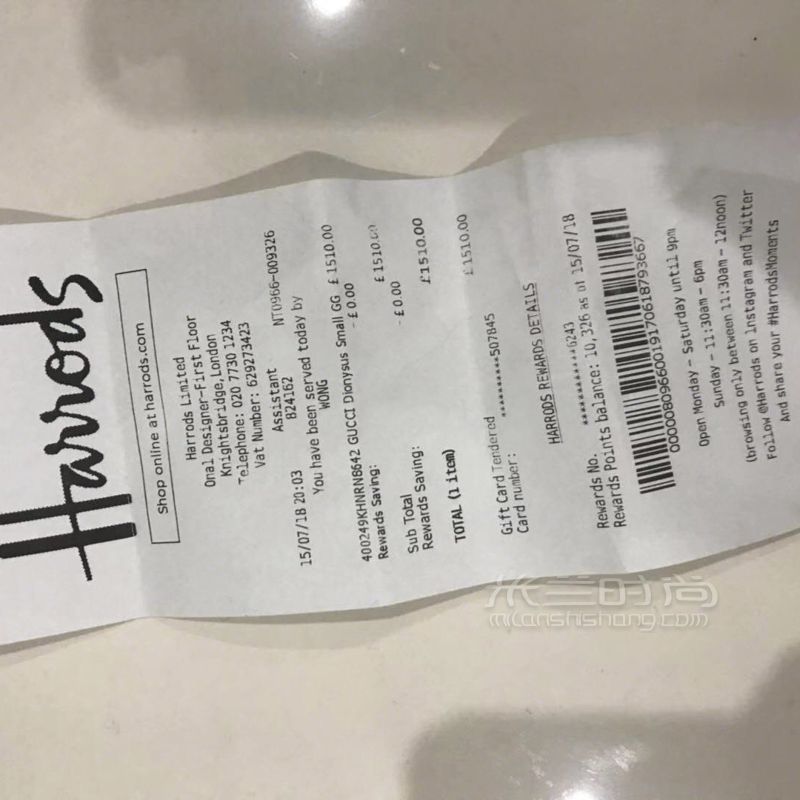 Harrods
Shop online at harrods.com
Harrods Limited
onal Designer-First Floor
Knightsbridge,London
Telephone: 020 7730 1234
Vat Number: 629273423
Assistant
B24162 NT0966-009326
15/07/18 20:03
You have been served today by
WONG
400249KHNRN8642 GUCCI Dionysus Small GG £ 1510.00
Rewards Saving: - £0.00
Sub Total £1510.00
Rewards Saving: - £0.00
TOTAL (1 item) £1510.00
Gift Card Tendered £1510.00
Card number: **********507845
HARRODS REWARDS DETAILS
Rewards No. ************0243
Rewards Points balance: 10,326 as of 15/07/18
00000809660019170618793667
Open Monday - Saturday until 9pm
Sunday - 11:30am - 6pm
(browsing only between 11:30am - 12noon)
Follow @Harrods on Instagram and Twitter
And share your #HarrodsMoments
米兰时尚
milanshishang.com